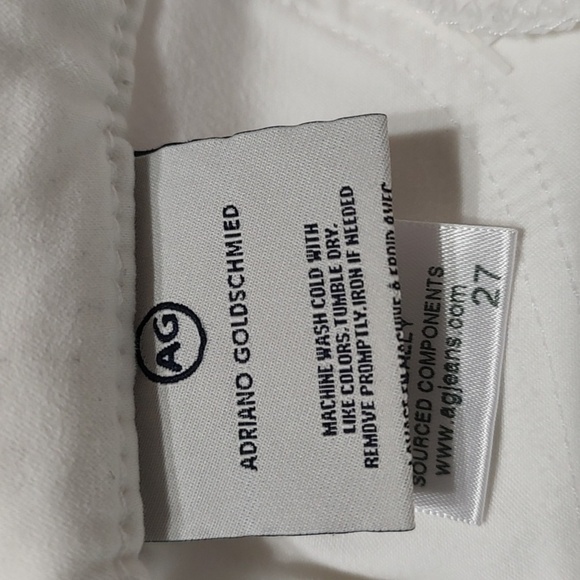 AG
ADRIANO GOLDSCHMIED
MACHINE WASH COLD WITH
LIKE COLORS. TUMBLE DRY.
REMOVE PROMPTLY. IRON IF NEEDED
SOURCED COMPONENTS
www.agjeans.com
27